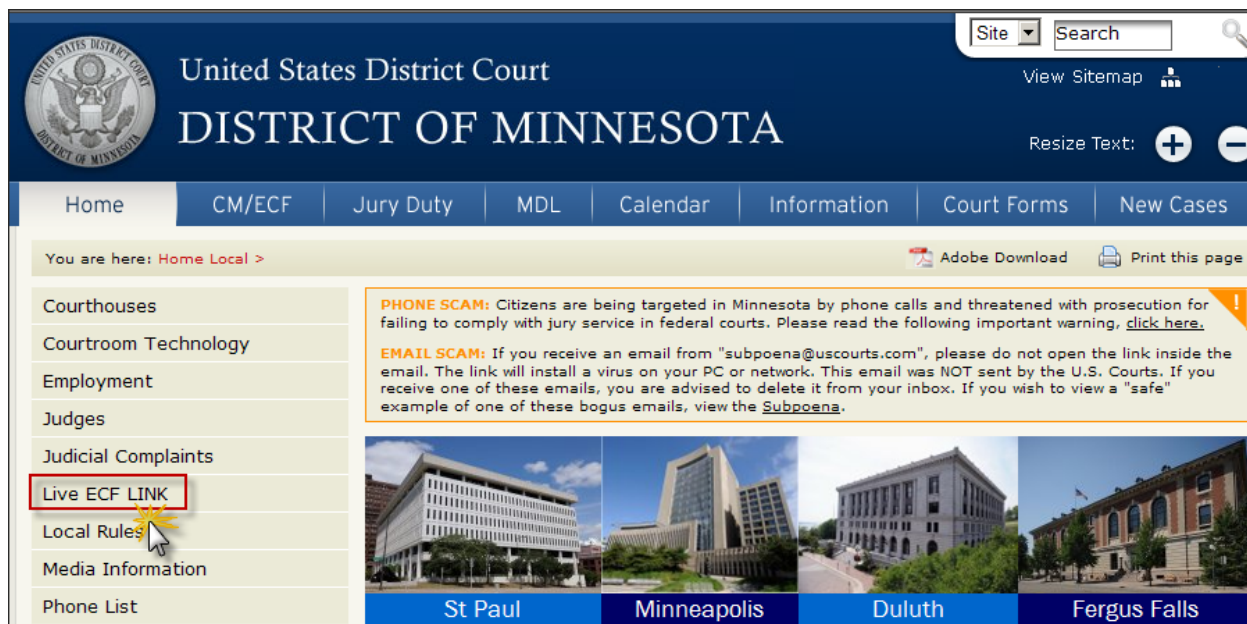 Site
Search
UNITED STATES DISTRICT COURT
DISTRICT OF MINNESOTA
United States District Court
DISTRICT OF MINNESOTA
View Sitemap
Resize Text:
Home
CM/ECF
Jury Duty
MDL
Calendar
Information
Court Forms
New Cases
You are here: Home Local >
Adobe Download
Print this page
Courthouses
Courtroom Technology
Employment
Judges
Judicial Complaints
Live ECF LINK
Local Rules
Media Information
Phone List
PHONE SCAM: Citizens are being targeted in Minnesota by phone calls and threatened with prosecution for
failing to comply with jury service in federal courts. Please read the following important warning, click here.
EMAIL SCAM: If you receive an email from "subpoena@uscourts.com", please do not open the link inside the
email. The link will install a virus on your PC or network. This email was NOT sent by the U.S. Courts. If you
receive one of these emails, you are advised to delete it from your inbox. If you wish to view a "safe"
example of one of these bogus emails, view the Subpoena.
!
St Paul
Minneapolis
Duluth
Fergus Falls